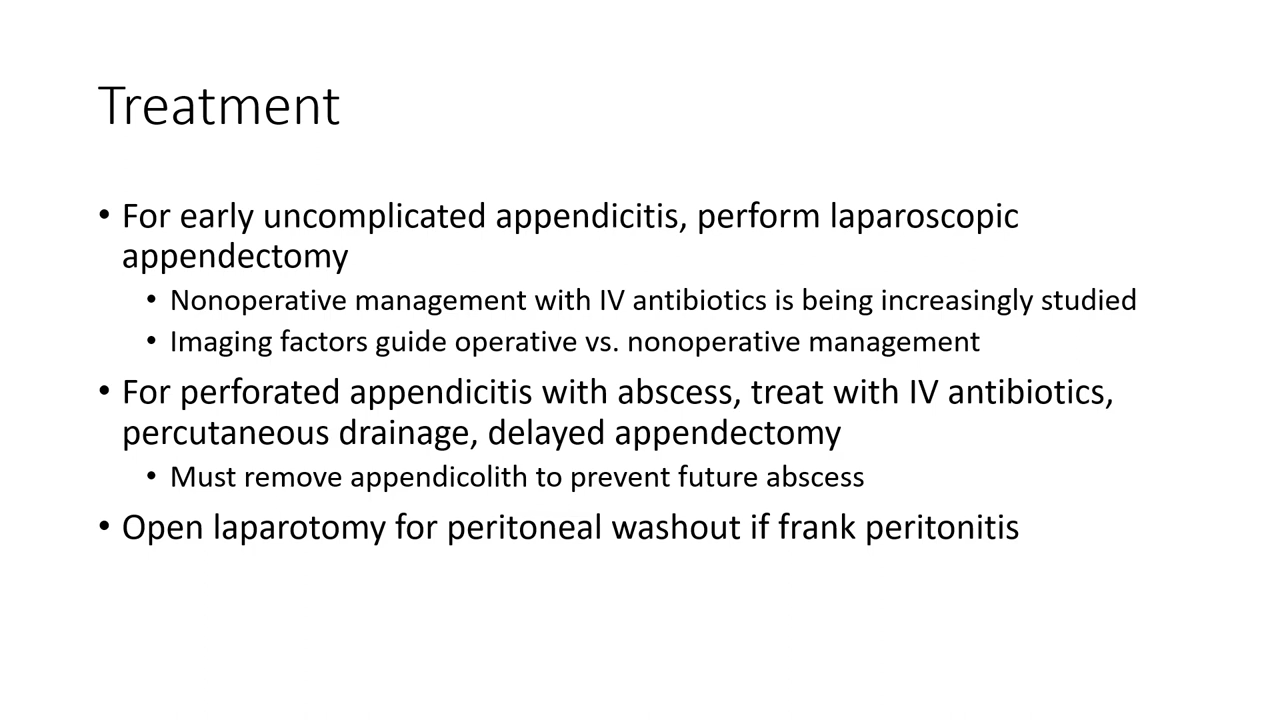 Treatment
• For early uncomplicated appendicitis, perform laparoscopic
appendectomy
• Nonoperative management with IV antibiotics is being increasingly studied
• Imaging factors guide operative vs. nonoperative management
• For perforated appendicitis with abscess, treat with IV antibiotics,
percutaneous drainage, delayed appendectomy
• Must remove appendicolith to prevent future abscess
• Open laparotomy for peritoneal washout if frank peritonitis